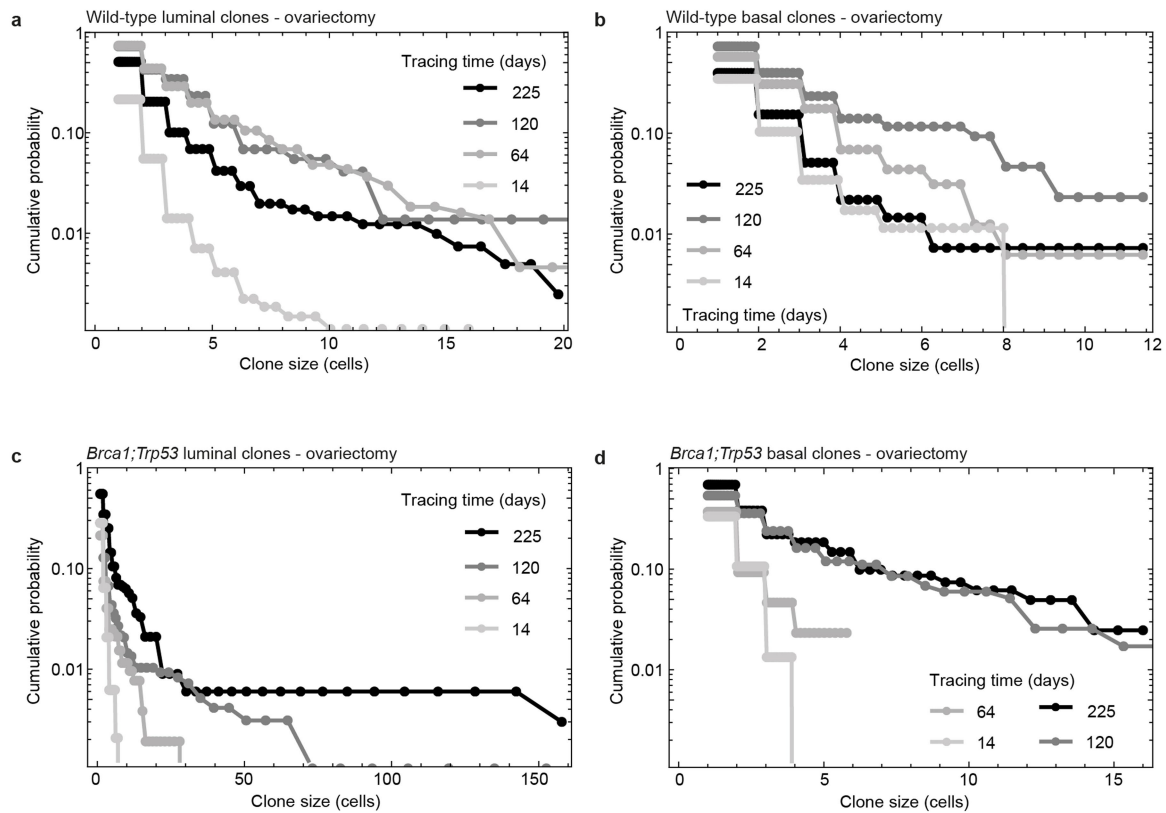 a
Wild-type luminal clones - ovariectomy
1
0.10
0.01
Cumulative probability
Tracing time (days)
225
120
64
14
0 5 10 15 20
Clone size (cells)
b
Wild-type basal clones - ovariectomy
1
0.10
0.01
Cumulative probability
225
120
64
14
Tracing time (days)
0 2 4 6 8 10 12
Clone size (cells)
c
Brca1;Trp53 luminal clones - ovariectomy
1
0.10
0.01
Cumulative probability
Tracing time (days)
225
120
64
14
0 50 100 150
Clone size (cells)
d
Brca1;Trp53 basal clones - ovariectomy
1
0.10
0.01
Cumulative probability
Tracing time (days)
64 225
14 120
0 5 10 15
Clone size (cells)